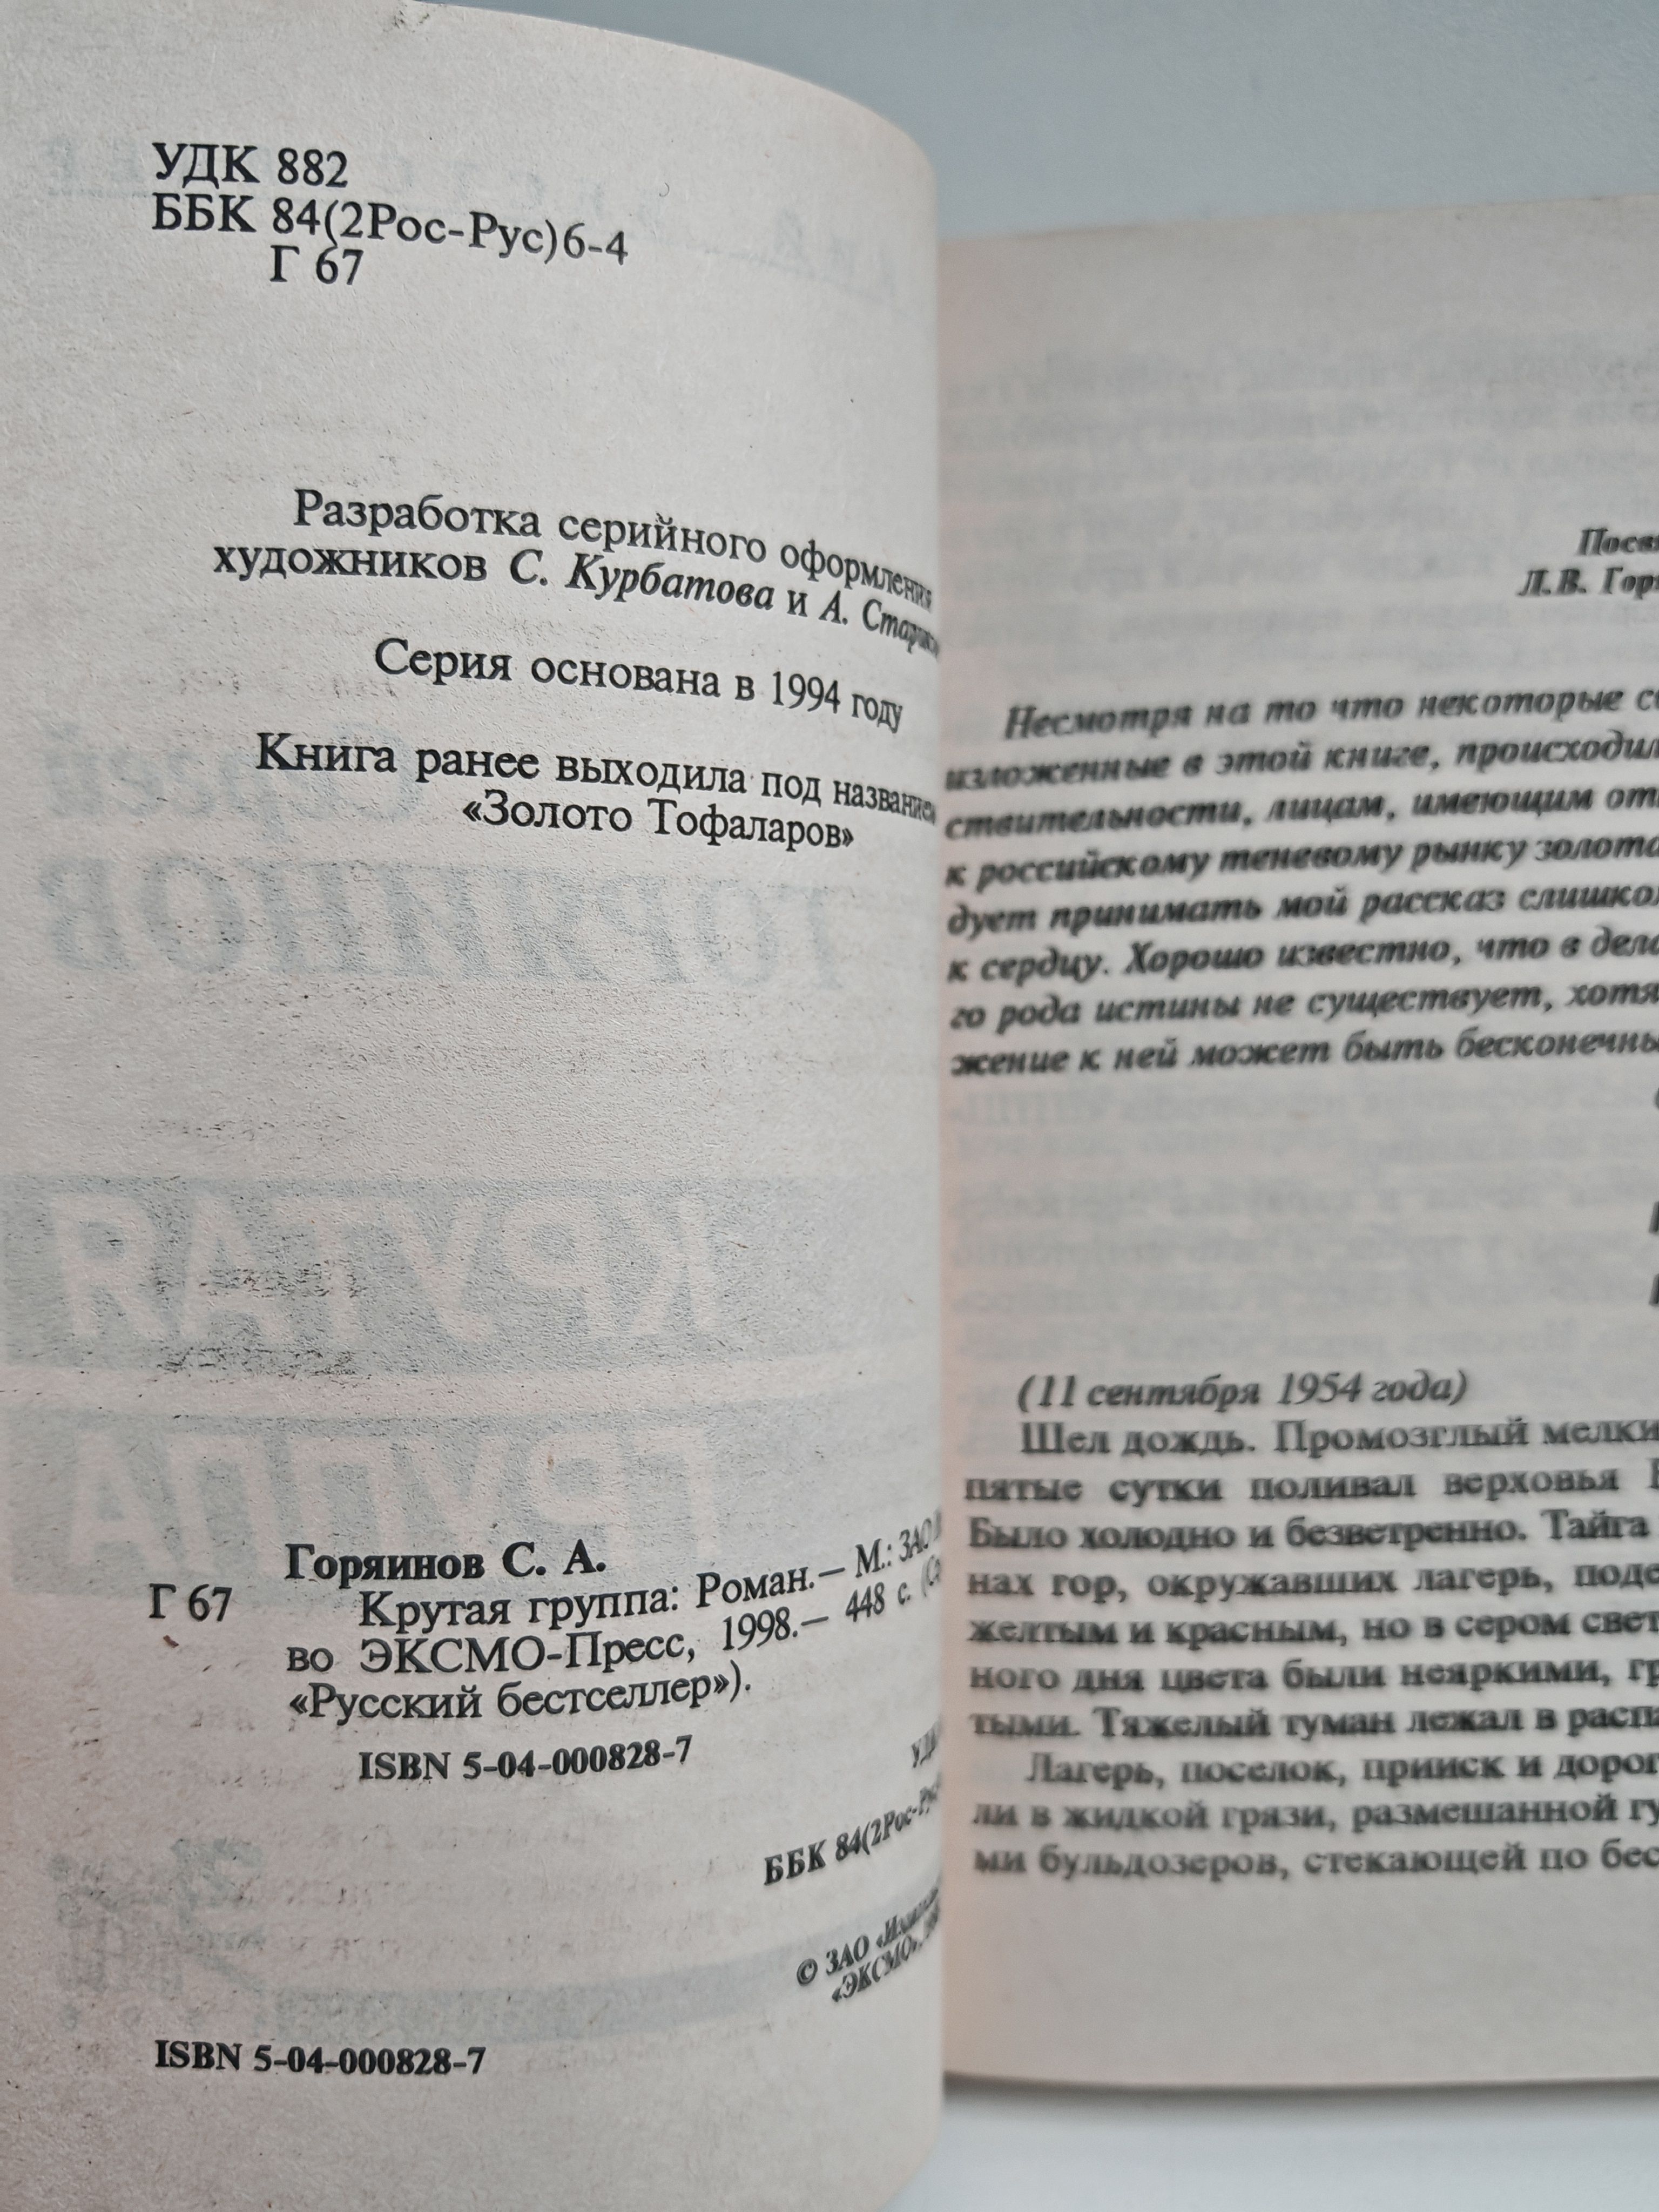 УДК 882
ББК 84(2Рос-Рус)6-4
Г 67
Разработка серийного оформления
художников С. Курбатова и А.
Серия основана в 1994 году
Книга ранее выходила под названием
«Золото Тофаларов»
Горяинов С. А.
Г 67 Крутая группа: Роман.— М.: ЗАО
во ЭКСМО-Пресс, 1998.— 448 с.
«Русский бестселлер»).
ISBN 5-04-000828-7
ББК 84(2Рос-Рус
© ЗАО
«ЭКСМО»
ISBN 5-04-000828-7
Л.В.
Несмотря на то что некоторые
изложенные в этой книге,
ствительности, лицам, имеющим
к российскому теневому рынку золота
дует принимать мой рассказ
к сердцу. Хорошо известно, что в
го рода истины не существует, хотя
жение к ней может быть
(11 сентября 1954 года)
Шел дождь. Промозглый
пятые сутки поливал верховья
Было холодно и безветренно. Тайга
нах гор, окружавших лагерь,
желтым и красным, но в сером
ного дня цвета были неяркими,
тыми. Тяжелый туман лежал в
Лагерь, поселок, прииск и
ли в жидкой грязи, размешанной
ми бульдозеров, стекающей по